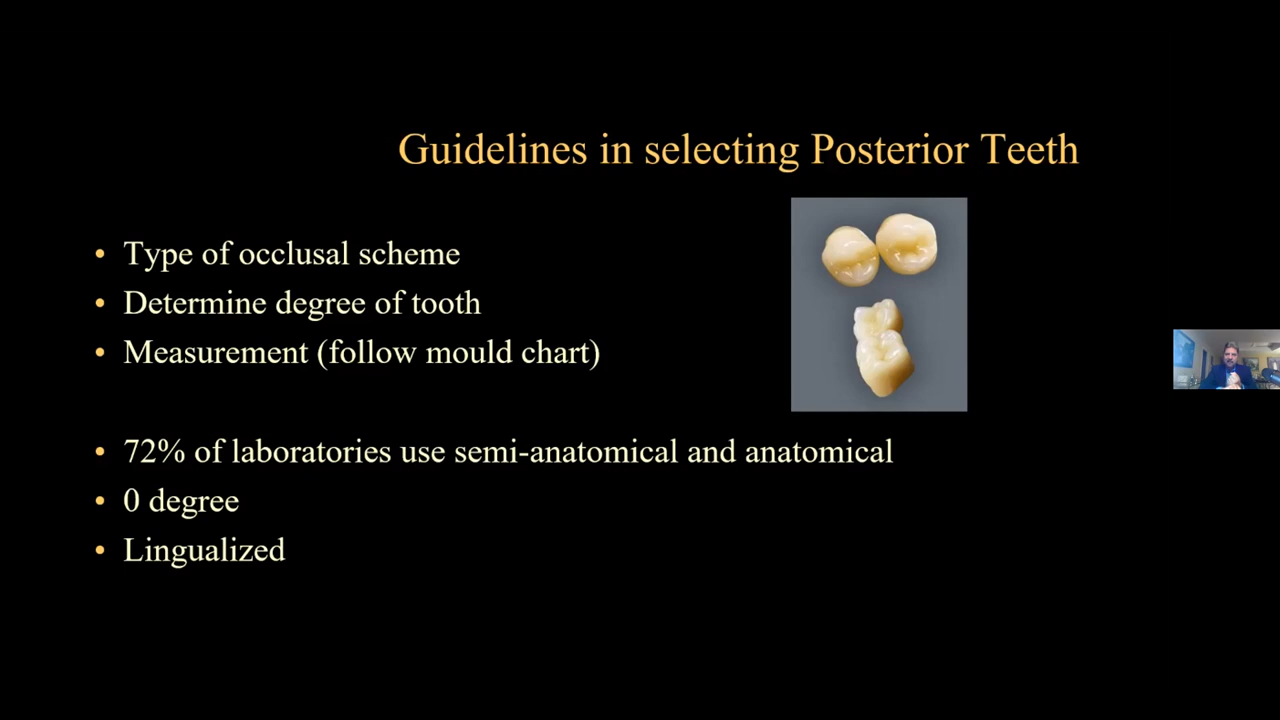 Guidelines in selecting Posterior Teeth
• Type of occlusal scheme
• Determine degree of tooth
• Measurement (follow mould chart)
• 72% of laboratories use semi-anatomical and anatomical
• 0 degree
• Lingualized